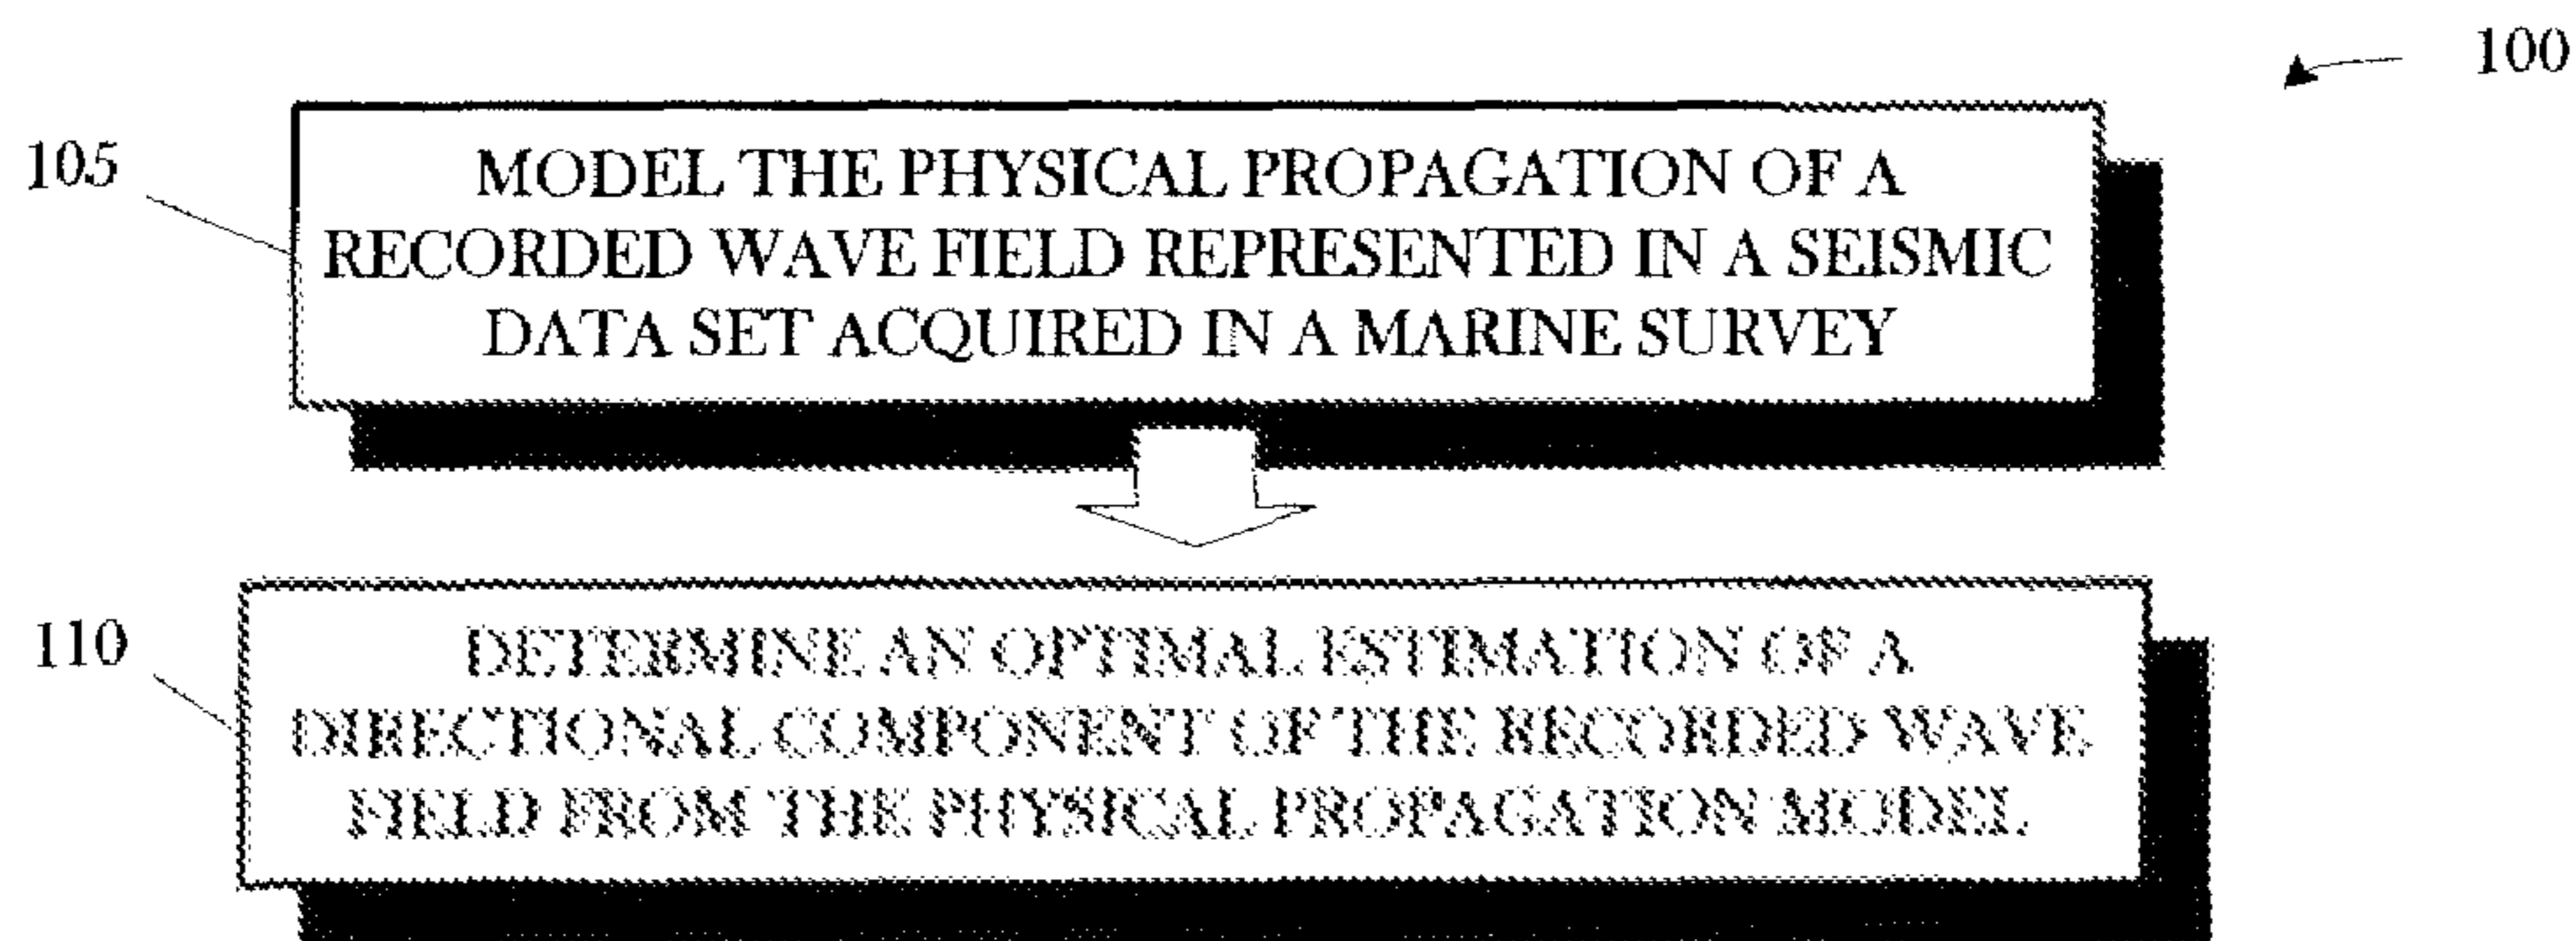 100
105
MODEL THE PHYSICAL PROPAGATION OF A
RECORDED WAVE FIELD REPRESENTED IN A SEISMIC
DATA SET ACQUIRED IN A MARINE SURVEY
110
DETERMINE AN OPTIMAL ESTIMATION OF A
DIRECTIONAL COMPONENT OF THE RECORDED WAVE
FIELD FROM THE PHYSICAL PROPAGATION MODEL